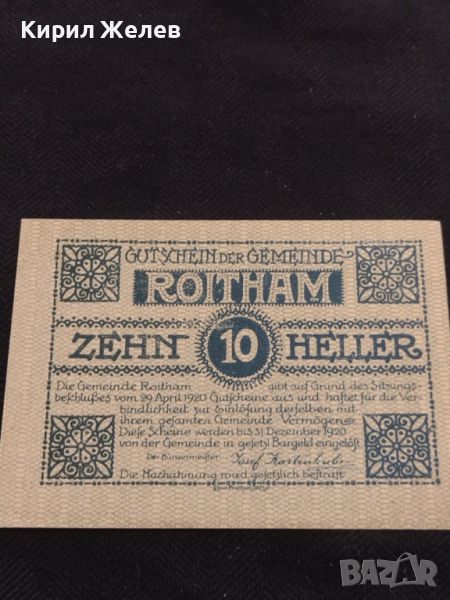 Кирил Желев
GUTSCHEIN DER GEMEINDE
ROITHAM
ZEHN 10 HELLER
Die Gemeinde Roitham gibt auf Grund des Sitzungs-
beschlußes vom 29 April 1920 Gutscheine aus und haftet für die Ver-
bindlichkeit zur Einlösung derselben mit
ihrem gesamten Gemeinde Vermögen
Diese Scheine werden bis 31 Dezember 1920
von der Gemeinde in gesetzl Bargeld eingelöst
Der Bürgermeister
Die Nachahmung wird gesetzlich bestraft
BAZAR